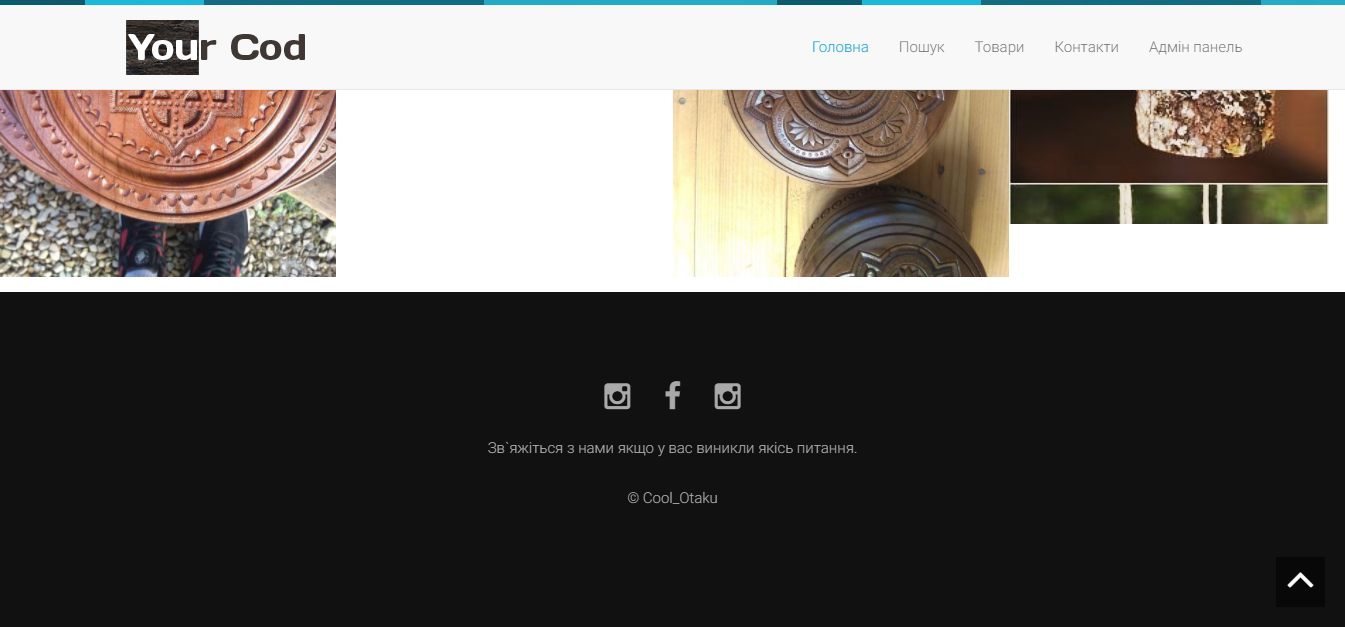 Your Cod
Головна Пошук Товари Контакти Адмін панель
Зв`яжіться з нами якщо у вас виникли якісь питання.
© Cool_Otaku